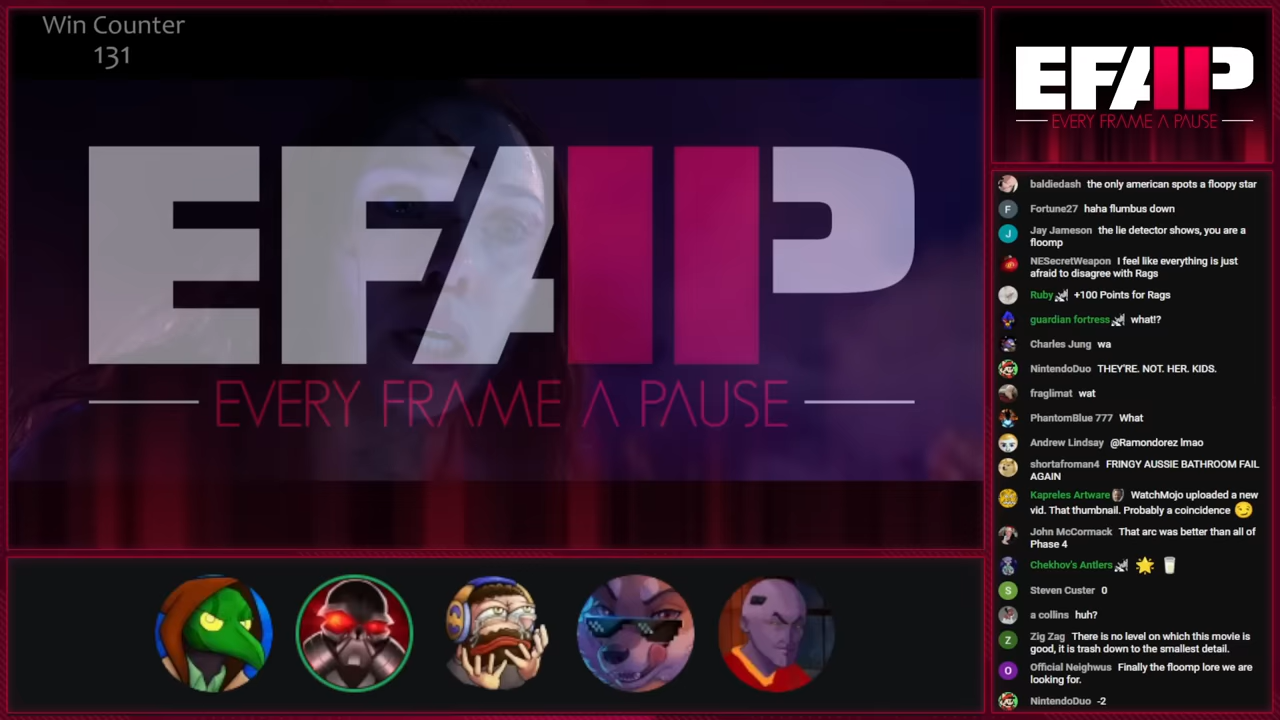 Win Counter
131
EFAP
EVERY FRAME A PAUSE
EFAP
EVERY FRAME A PAUSE
baldiedash the only american spots a floopy star
F Fortune27 haha flumbus down
J Jay Jameson the lie detector shows, you are a
floomp
NESecretWeapon I feel like everything is just
afraid to disagree with Rags
Ruby +100 Points for Rags
guardian fortress what!?
Charles Jung wa
NintendoDuo THEY'RE. NOT. HER. KIDS.
fraglimat wat
PhantomBlue 777 What
Andrew Lindsay @Ramondorez lmao
shortafroman4 FRINGY AUSSIE BATHROOM FAIL
AGAIN
Kapreles Artware WatchMojo uploaded a new
vid. That thumbnail. Probably a coincidence 😏
John McCormack That arc was better than all of
Phase 4
Chekhov's Antlers 🌟 🥛
S Steven Custer 0
a collins huh?
Z Zig Zag There is no level on which this movie is
good, it is trash down to the smallest detail.
O Official Neighwus Finally the floomp lore we are
looking for.
NintendoDuo -2